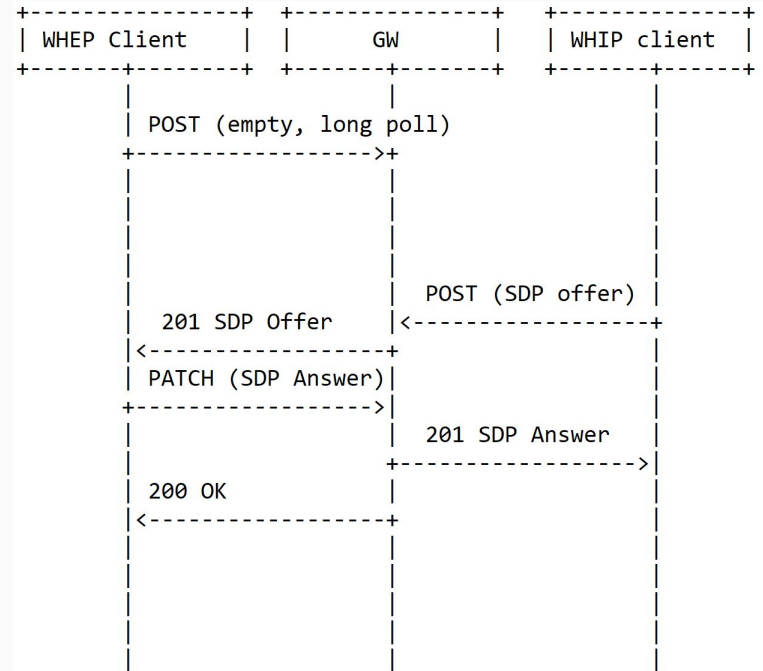 WHEP Client GW WHIP client
POST (empty, long poll)
POST (SDP offer)
201 SDP Offer
PATCH (SDP Answer)
201 SDP Answer
200 OK